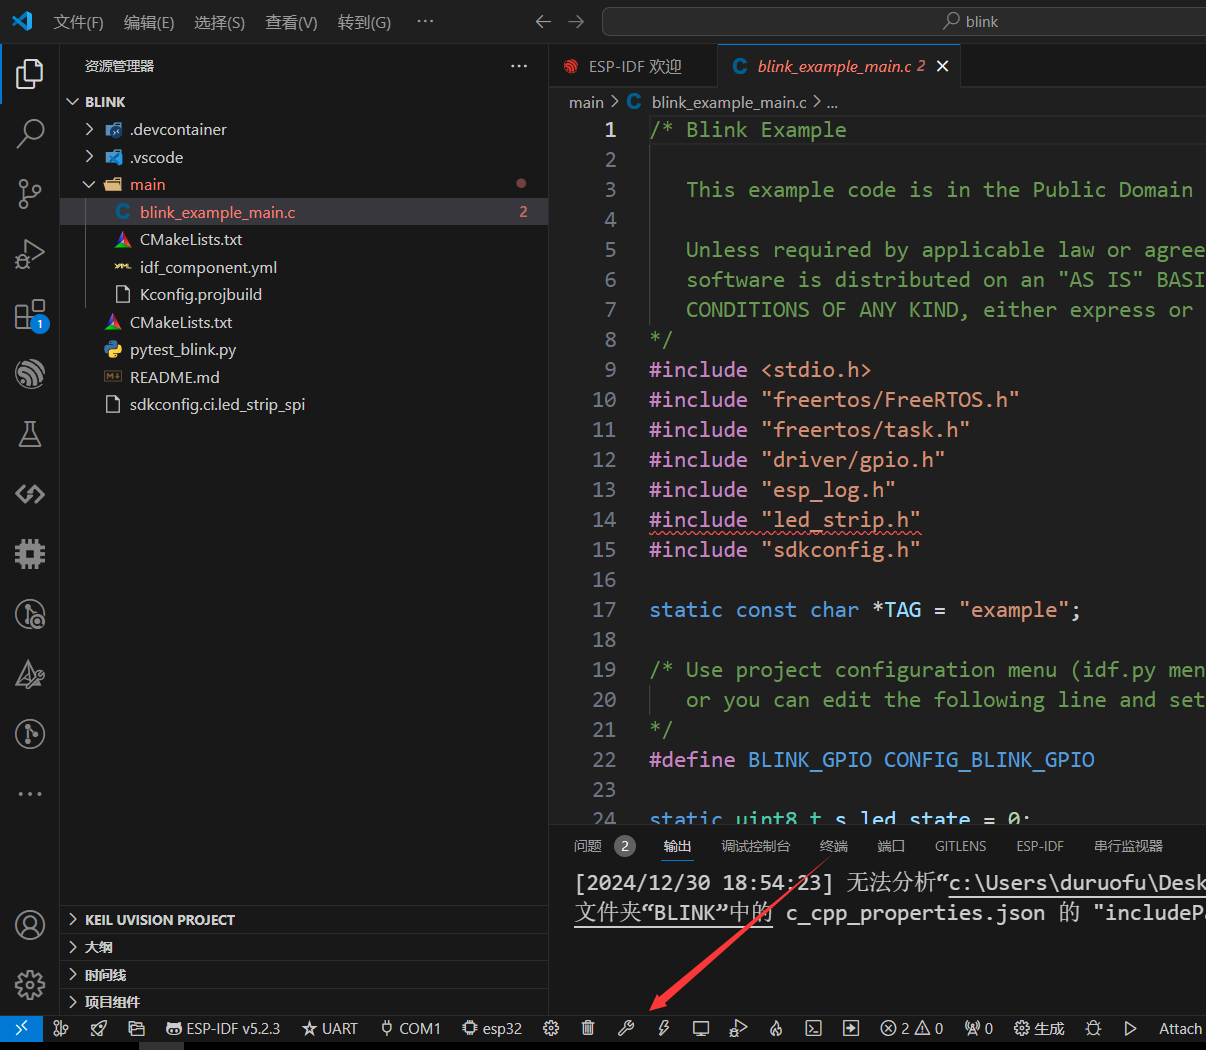 文件(F) 编辑(E) 选择(S) 查看(V) 转到(G) ··· blink
资源管理器 ···
ESP-IDF 欢迎 blink_example_main.c 2
BLINK
.devcontainer
.vscode
main
blink_example_main.c 2
CMakeLists.txt
idf_component.yml
Kconfig.projbuild
CMakeLists.txt
pytest_blink.py
README.md
sdkconfig.ci.led_strip_spi
1
KEIL UVISION PROJECT
大纲
时间线
项目组件
main > C blink_example_main.c > ...
1 /* Blink Example
2
3 This example code is in the Public Domain
4
5 Unless required by applicable law or agree
6 software is distributed on an "AS IS" BASI
7 CONDITIONS OF ANY KIND, either express or
8 */
9 #include <stdio.h>
10 #include "freertos/FreeRTOS.h"
11 #include "freertos/task.h"
12 #include "driver/gpio.h"
13 #include "esp_log.h"
14 #include "led_strip.h"
15 #include "sdkconfig.h"
16
17 static const char *TAG = "example";
18
19 /* Use project configuration menu (idf.py men
20 or you can edit the following line and set
21 */
22 #define BLINK_GPIO CONFIG_BLINK_GPIO
23
24 static uint8_t s_led_state = 0;
问题 2 输出 调试控制台 终端 端口 GITLENS ESP-IDF 串行监视器
[2024/12/30 18:54:23] 无法分析“c:\Users\duruofu\Desk
文件夹“BLINK”中的 c_cpp_properties.json 的 "includeP
ESP-IDF v5.2.3 UART COM1 esp32 2 0 0 生成 Attach